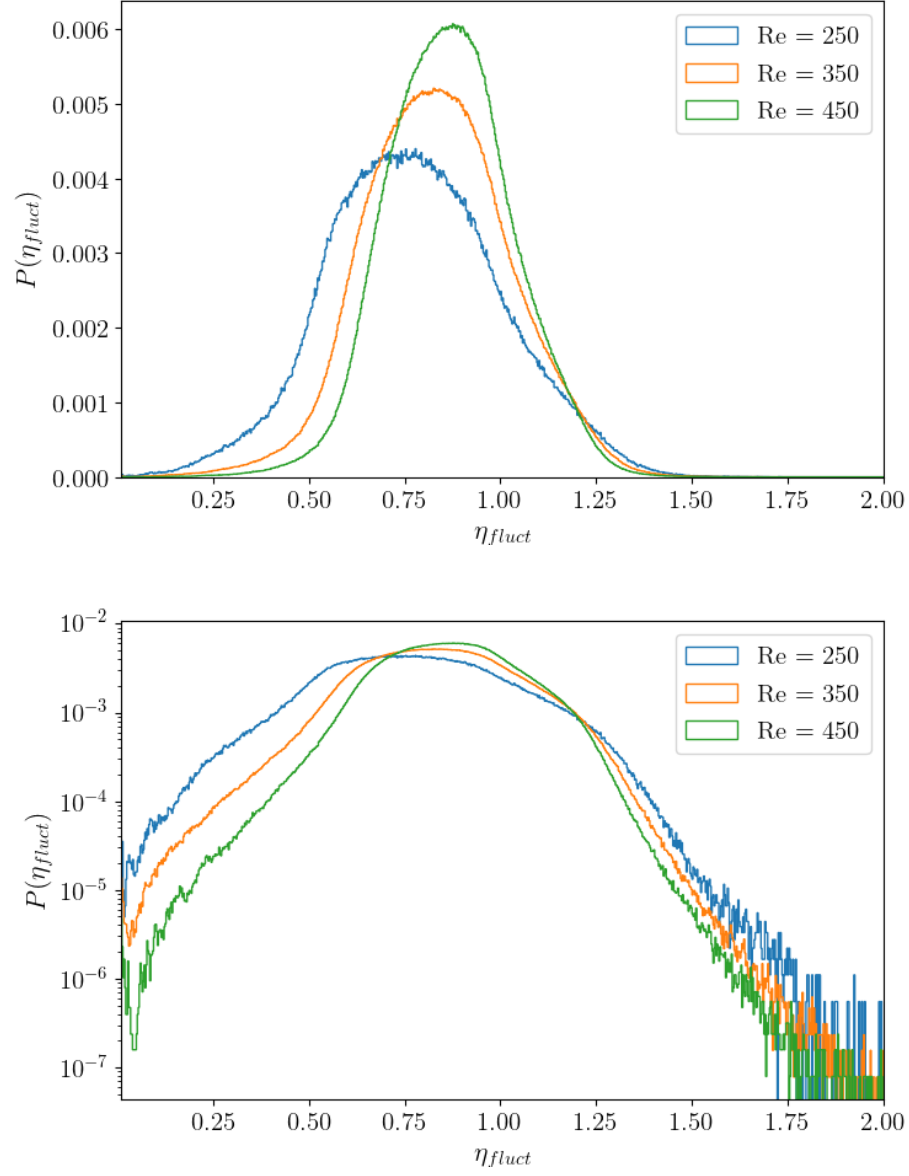 0.006
0.005
0.004
0.003
0.002
0.001
0.000
P(η_fluct)
Re = 250
Re = 350
Re = 450
0.25 0.50 0.75 1.00 1.25 1.50 1.75 2.00
η_fluct
10⁻²
10⁻³
10⁻⁴
10⁻⁵
10⁻⁶
10⁻⁷
P(η_fluct)
Re = 250
Re = 350
Re = 450
0.25 0.50 0.75 1.00 1.25 1.50 1.75 2.00
η_fluct